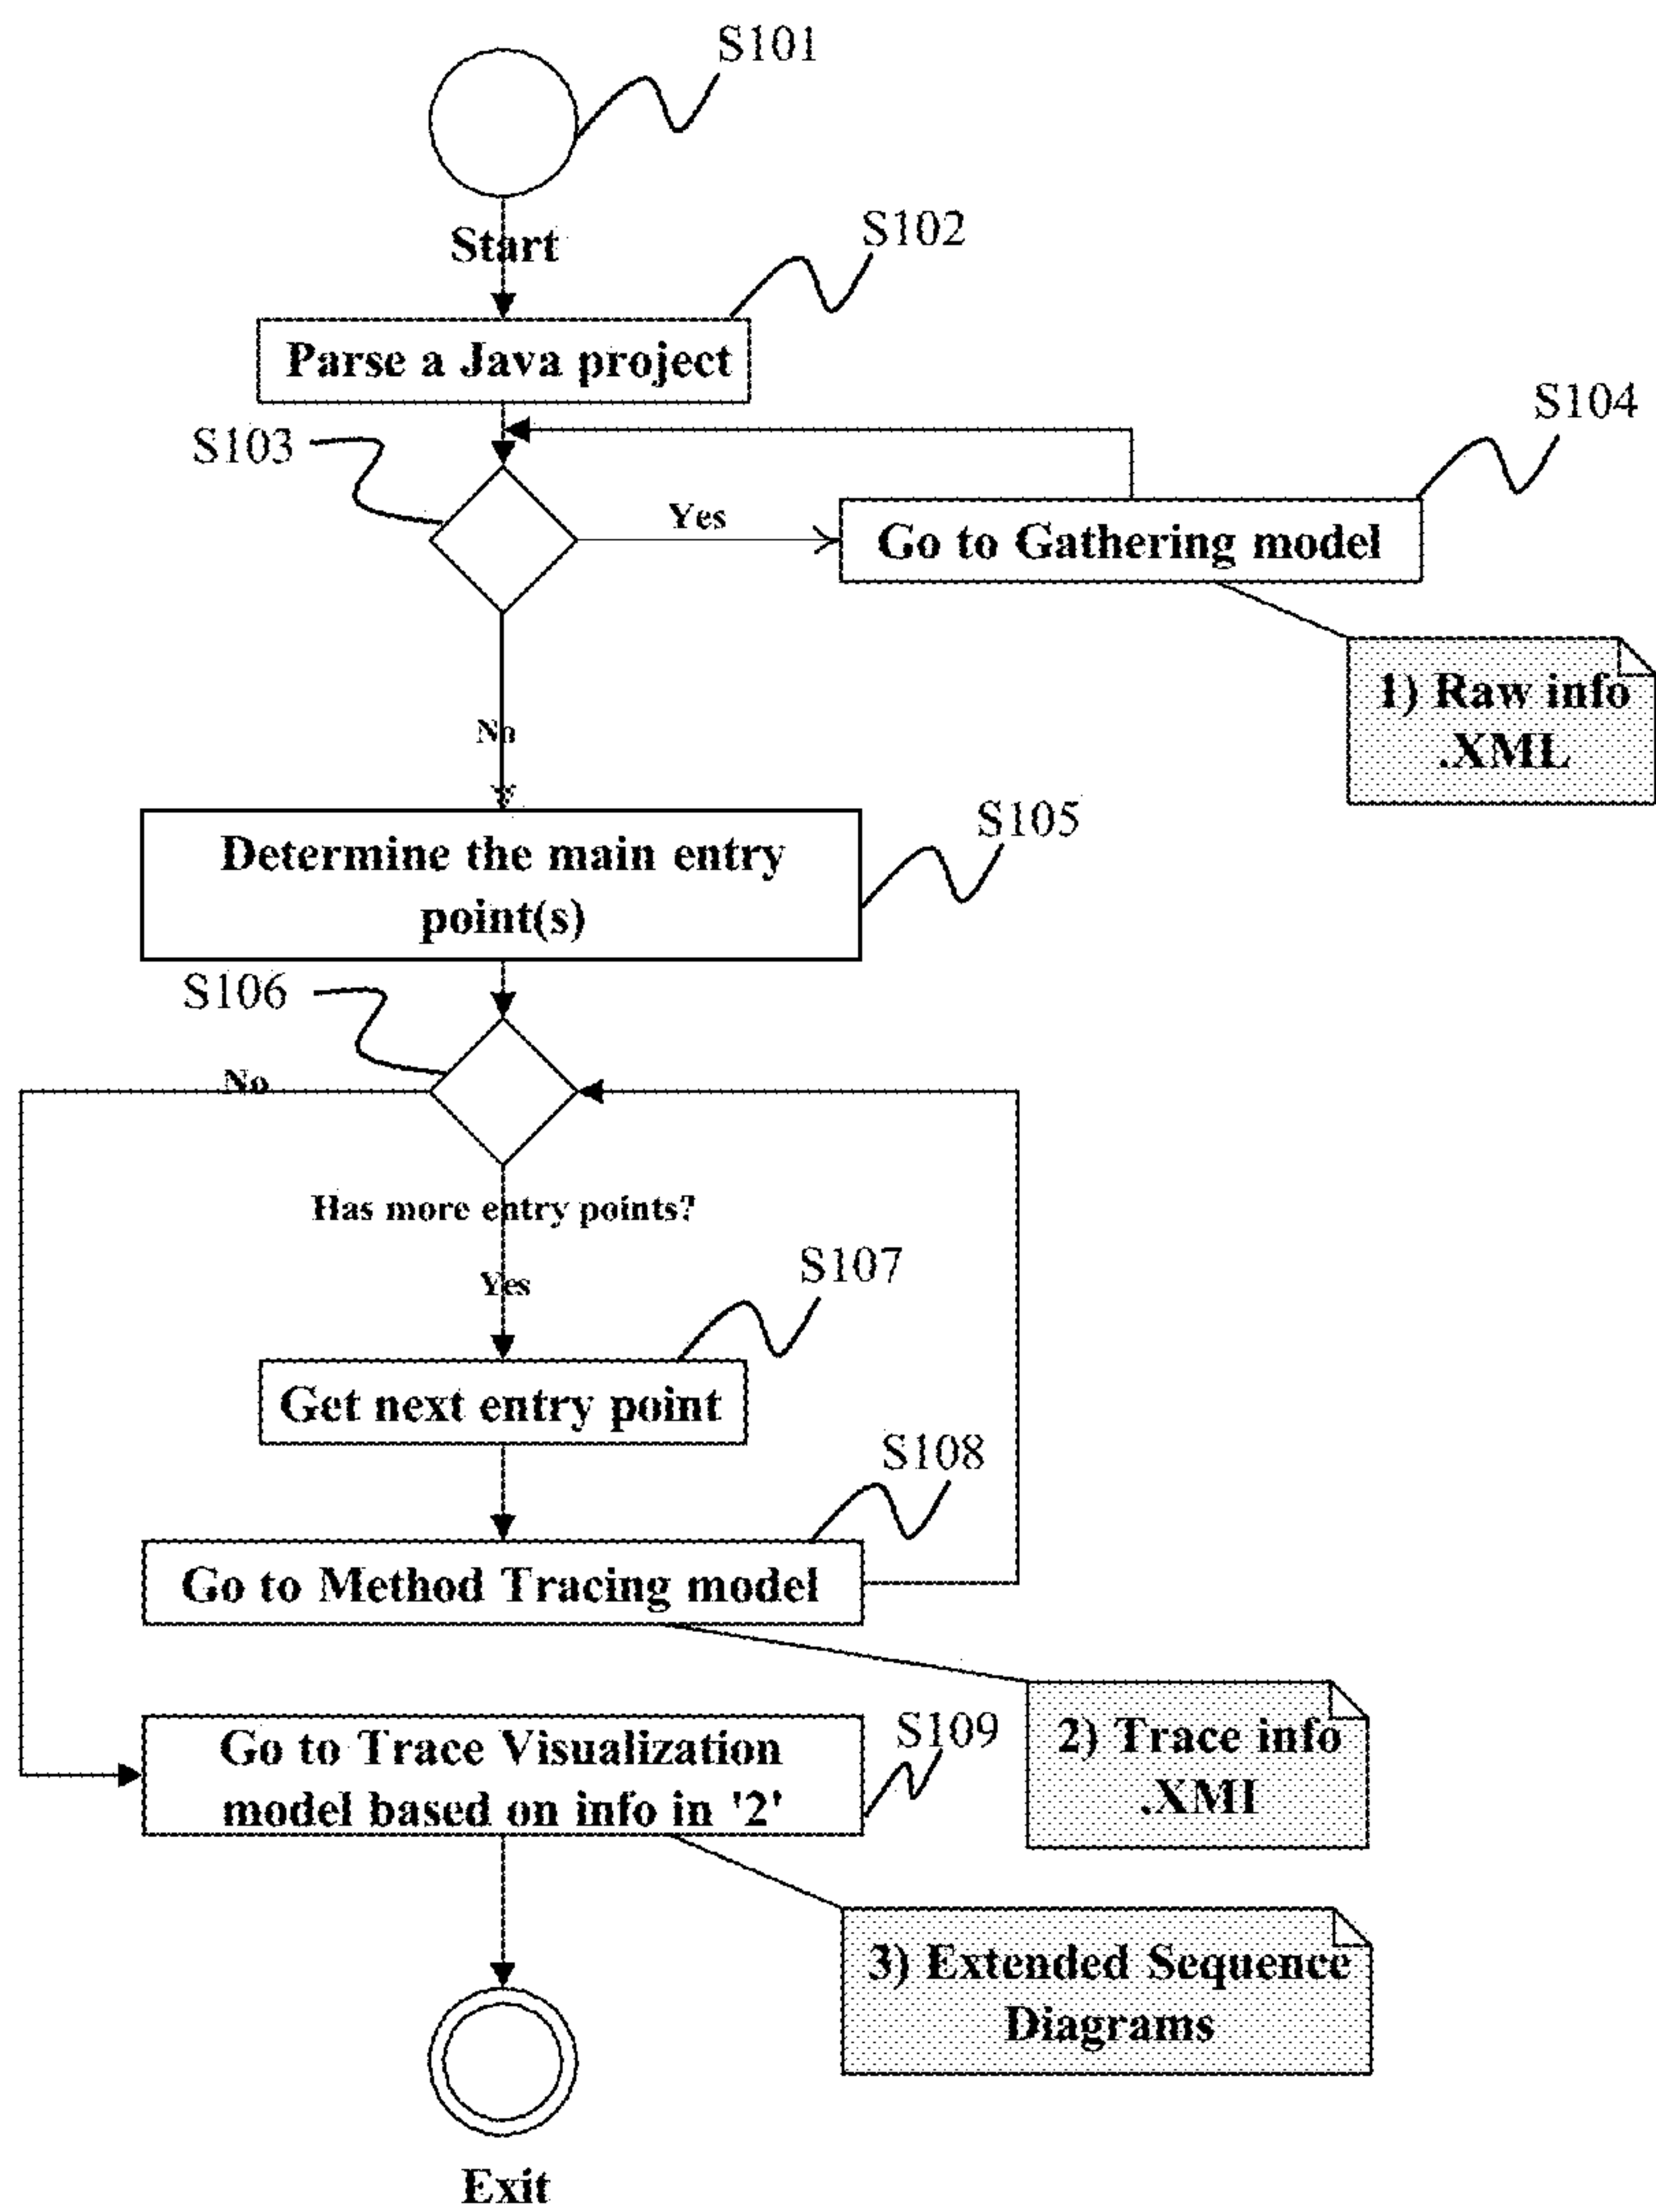 S101
Start
S102
Parse a Java project
S103
S104
Yes
Go to Gathering model
1) Raw info
.XML
No
Determine the main entry
point(s)
S105
S106
No
Has more entry points?
Yes
S107
Get next entry point
S108
Go to Method Tracing model
Go to Trace Visualization
model based on info in '2'
S109
2) Trace info
.XMI
3) Extended Sequence
Diagrams
Exit